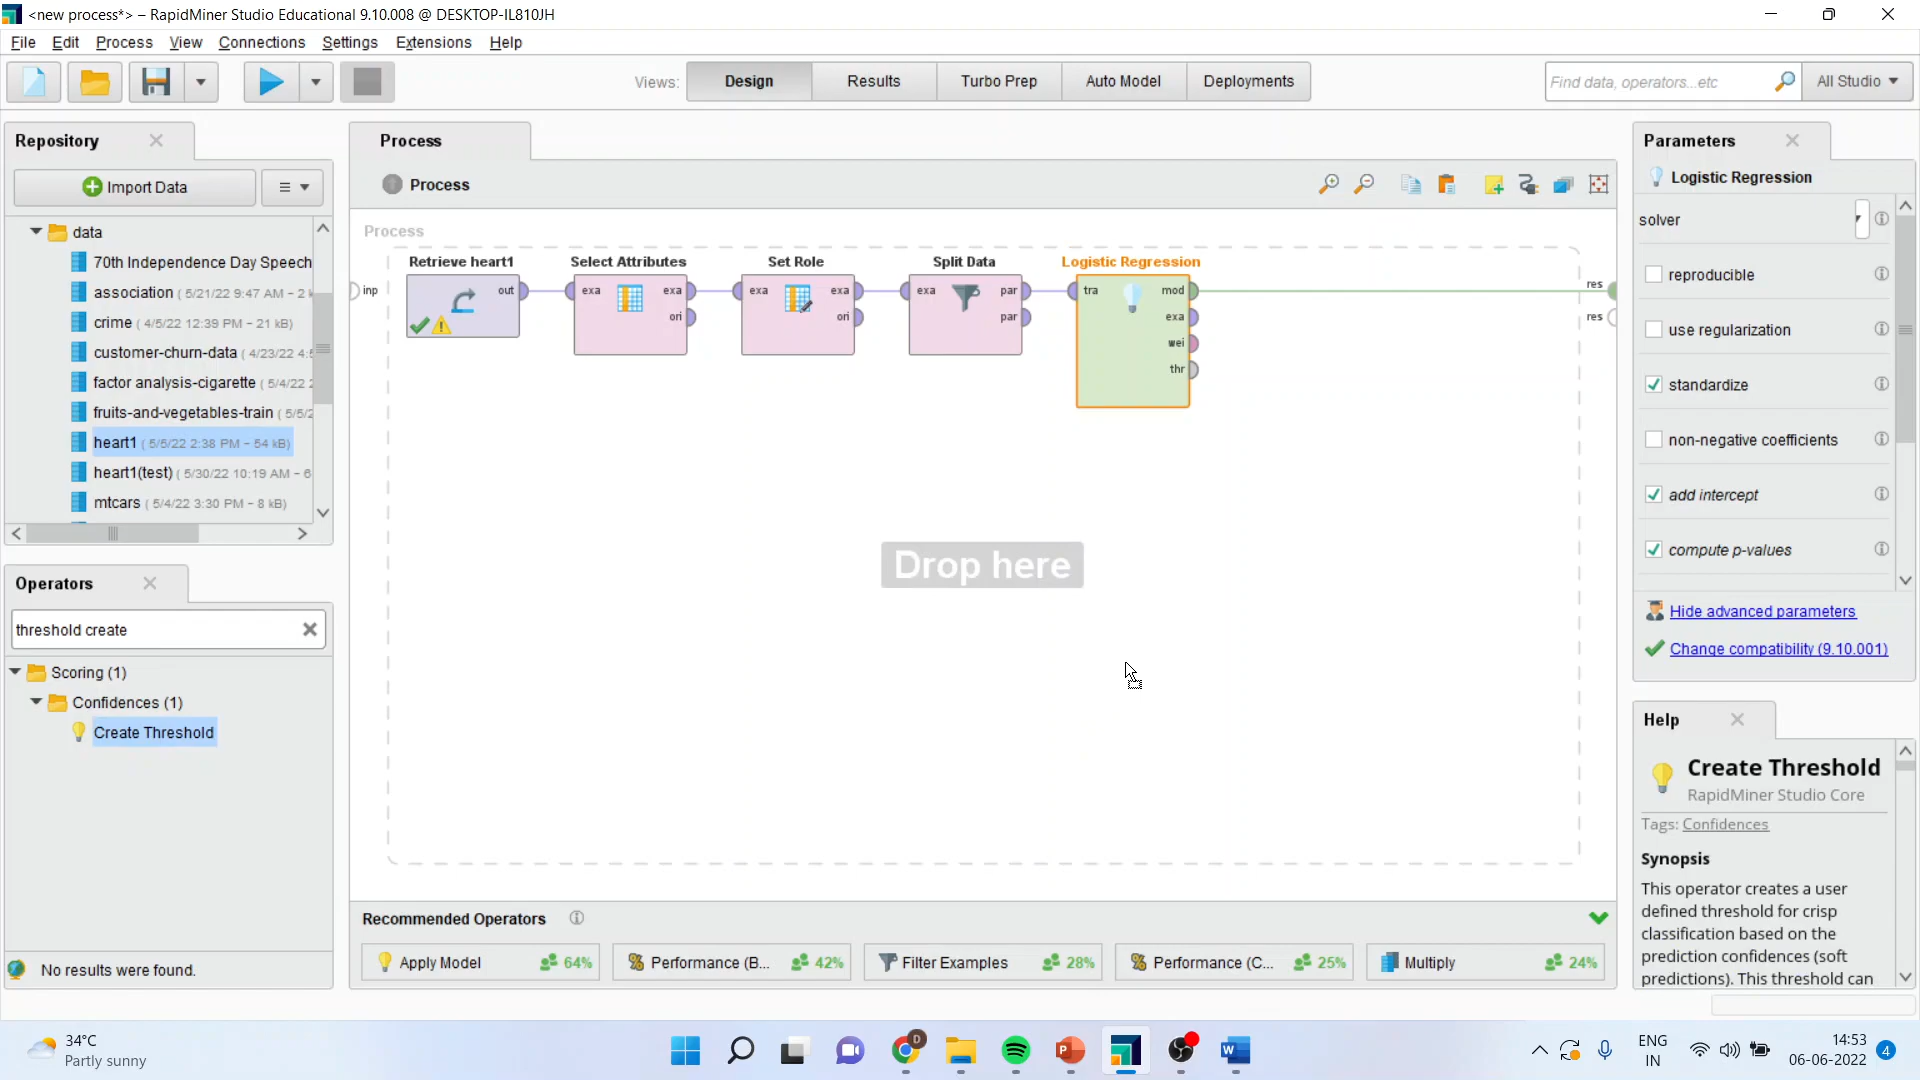 <new process*> – RapidMiner Studio Educational 9.10.008 @ DESKTOP-IL810JH
File Edit Process View Connections Settings Extensions Help
Views: Design Results Turbo Prep Auto Model Deployments
Find data, operators...etc All Studio
Repository
Import Data
data
70th Independence Day Speech
association ( 5/21/22 9:47 AM – 2
crime ( 4/5/22 12:39 PM – 21 kB)
customer-churn-data ( 4/23/22 4:
factor analysis-cigarette ( 5/4/22
fruits-and-vegetables-train ( 5/5/2
heart1 ( 5/5/22 2:38 PM – 54 kB)
heart1(test) ( 5/30/22 10:19 AM – 6
mtcars ( 5/4/22 3:30 PM – 8 kB)
Operators
threshold create
Scoring (1)
Confidences (1)
Create Threshold
No results were found.
Process
Process
Process
inp
Retrieve heart1
out
Select Attributes
exa exa
ori
Set Role
exa exa
ori
Split Data
exa par
par
Logistic Regression
tra mod
exa
wei
thr
res
res
Drop here
Recommended Operators
Apply Model 64%
Performance (B... 42%
Filter Examples 28%
Performance (C... 25%
Multiply 24%
Parameters
Logistic Regression
solver
reproducible
use regularization
standardize
non-negative coefficients
add intercept
compute p-values
Hide advanced parameters
Change compatibility (9.10.001)
Help
Create Threshold
RapidMiner Studio Core
Tags: Confidences
Synopsis
This operator creates a user
defined threshold for crisp
classification based on the
prediction confidences (soft
predictions). This threshold can
34°C
Partly sunny
D
P
W
ENG
IN
14:53
06-06-2022
4